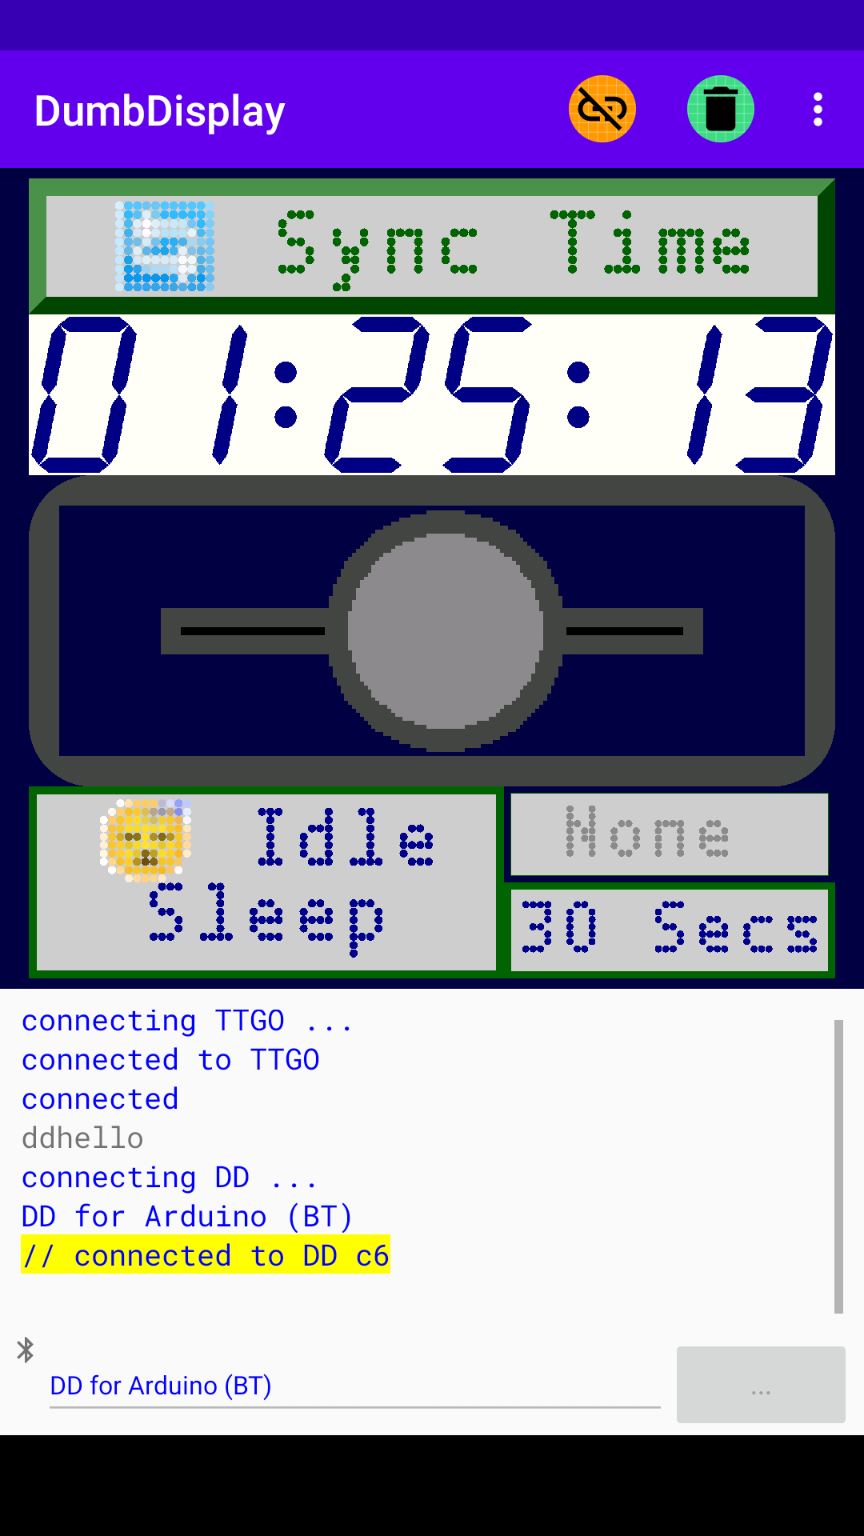 DumbDisplay
Sync Time
01:25:13
Idle
Sleep
None
30 Secs
connecting TTGO ...
connected to TTGO
connected
ddhello
connecting DD ...
DD for Arduino (BT)
// connected to DD c6
DD for Arduino (BT)
...